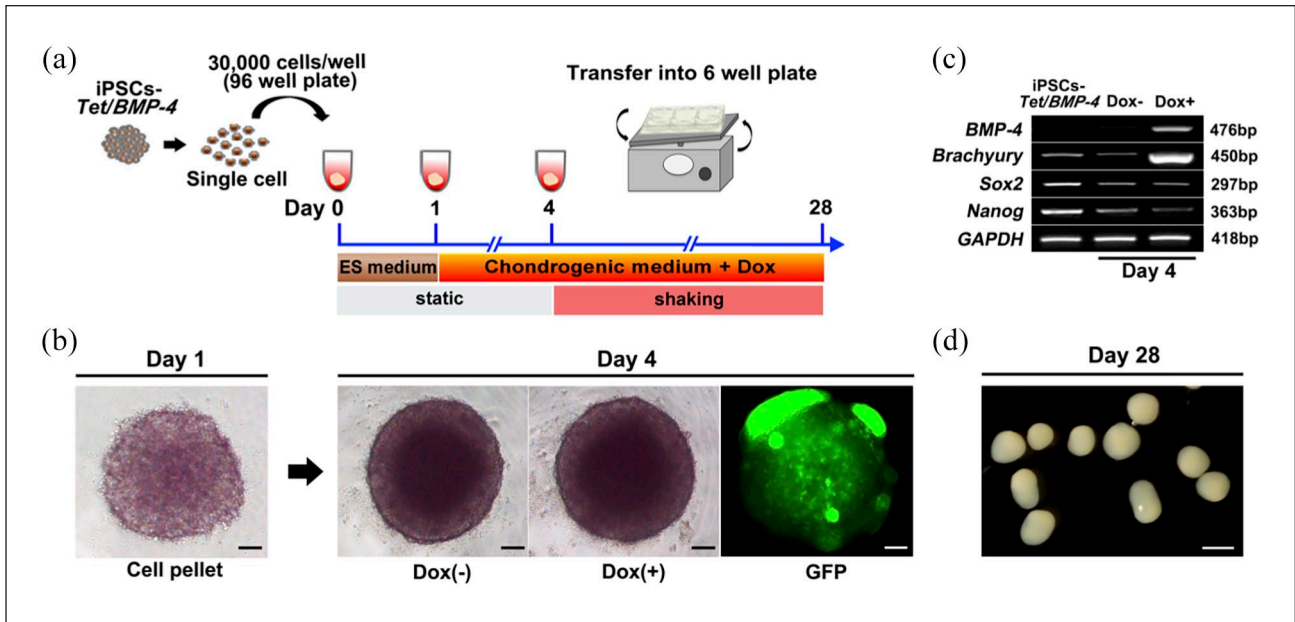 (a)
30,000 cells/well
(96 well plate)
iPSCs-
Tet/BMP-4
Single cell
Transfer into 6 well plate
Day 0 1 4 28
ES medium Chondrogenic medium + Dox
static shaking
(b)
Day 1 Day 4
Cell pellet Dox(-) Dox(+) GFP
(c)
iPSCs-
Tet/BMP-4 Dox- Dox+
BMP-4 476bp
Brachyury 450bp
Sox2 297bp
Nanog 363bp
GAPDH 418bp
Day 4
(d)
Day 28